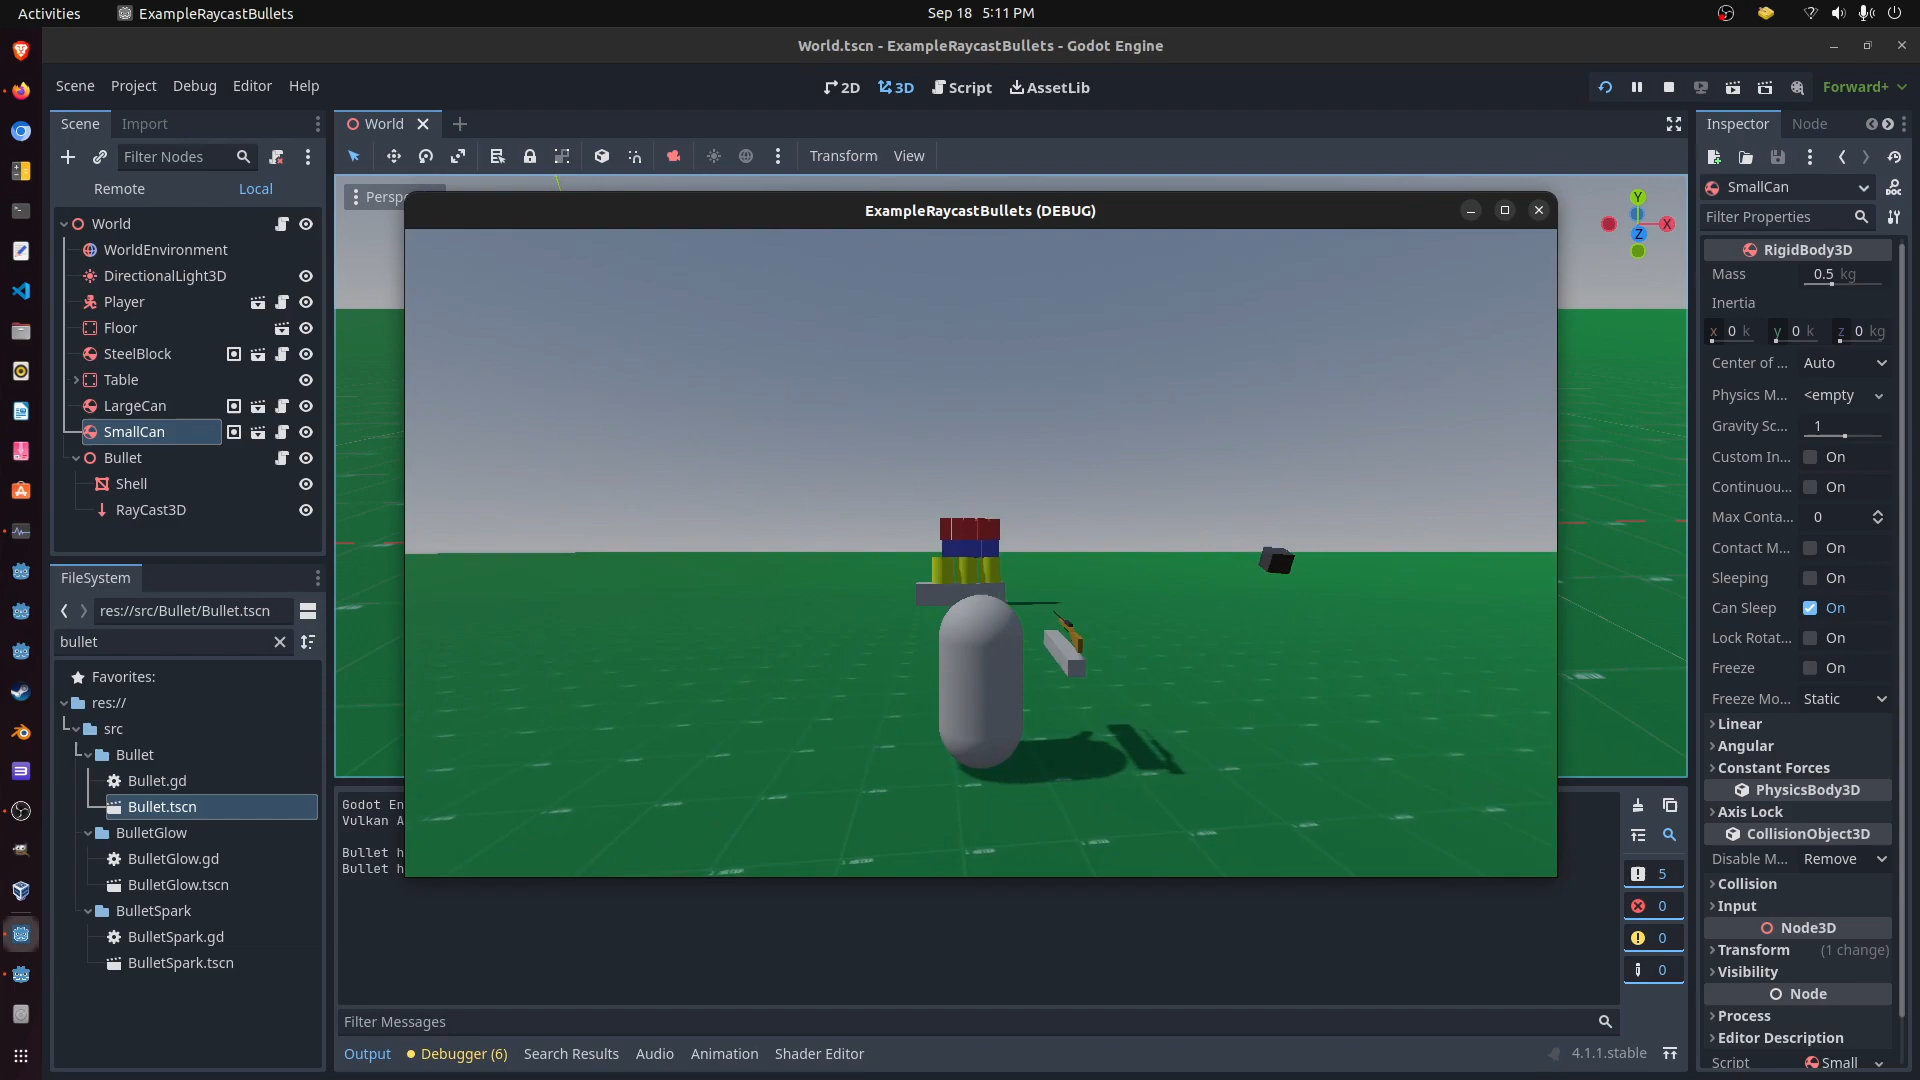 Activities
ExampleRaycastBullets
Sep 18 5:11 PM
World.tscn - ExampleRaycastBullets - Godot Engine
Scene Project Debug Editor Help
2D 3D Script AssetLib
Forward+
Scene Import
Filter Nodes
Remote Local
World
WorldEnvironment
DirectionalLight3D
Player
Floor
SteelBlock
Table
LargeCan
SmallCan
Bullet
Shell
RayCast3D
FileSystem
res://src/Bullet/Bullet.tscn
bullet
Favorites:
res://
src
Bullet
Bullet.gd
Bullet.tscn
BulletGlow
BulletGlow.gd
BulletGlow.tscn
BulletSpark
BulletSpark.gd
BulletSpark.tscn
World
Transform View
Persp
ExampleRaycastBullets (DEBUG)
Y
X
Z
Godot En
Vulkan A
Bullet h
Bullet h
5
0
0
0
Filter Messages
Output Debugger (6) Search Results Audio Animation Shader Editor
4.1.1.stable
Inspector Node
SmallCan
Filter Properties
RigidBody3D
Mass 0.5 kg
Inertia
x 0 k y 0 k z 0 kg
Center of ... Auto
Physics M... <empty
Gravity Sc... 1
Custom In... On
Continuou... On
Max Conta... 0
Contact M... On
Sleeping On
Can Sleep On
Lock Rotat... On
Freeze On
Freeze Mo... Static
Linear
Angular
Constant Forces
PhysicsBody3D
Axis Lock
CollisionObject3D
Disable M... Remove
Collision
Input
Node3D
Transform (1 change)
Visibility
Node
Process
Editor Description
Script Small